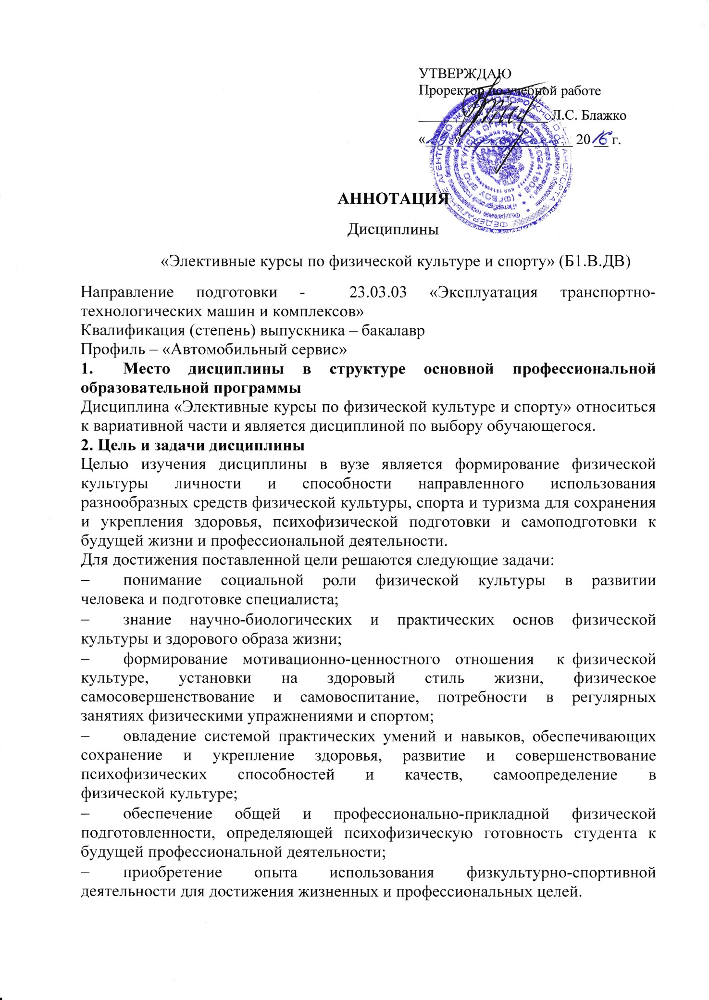 УТВЕРЖДАЮ
Проректор по учебной работе
Л.С. Блажко
« » 2016 г.
ФЕДЕРАЛЬНОЕ АГЕНТСТВО ЖЕЛЕЗНОДОРОЖНОГО ТРАНСПОРТА
АННОТАЦИЯ
Дисциплины
«Элективные курсы по физической культуре и спорту» (Б1.В.ДВ)
Направление подготовки - 23.03.03 «Эксплуатация транспортно-
технологических машин и комплексов»
Квалификация (степень) выпускника – бакалавр
Профиль – «Автомобильный сервис»
1. Место дисциплины в структуре основной профессиональной
образовательной программы
Дисциплина «Элективные курсы по физической культуре и спорту» относиться
к вариативной части и является дисциплиной по выбору обучающегося.
2. Цель и задачи дисциплины
Целью изучения дисциплины в вузе является формирование физической
культуры личности и способности направленного использования
разнообразных средств физической культуры, спорта и туризма для сохранения
и укрепления здоровья, психофизической подготовки и самоподготовки к
будущей жизни и профессиональной деятельности.
Для достижения поставленной цели решаются следующие задачи:
– понимание социальной роли физической культуры в развитии
человека и подготовке специалиста;
– знание научно-биологических и практических основ физической
культуры и здорового образа жизни;
– формирование мотивационно-ценностного отношения к физической
культуре, установки на здоровый стиль жизни, физическое
самосовершенствование и самовоспитание, потребности в регулярных
занятиях физическими упражнениями и спортом;
– овладение системой практических умений и навыков, обеспечивающих
сохранение и укрепление здоровья, развитие и совершенствование
психофизических способностей и качеств, самоопределение в
физической культуре;
– обеспечение общей и профессионально-прикладной физической
подготовленности, определяющей психофизическую готовность студента к
будущей профессиональной деятельности;
– приобретение опыта использования физкультурно-спортивной
деятельности для достижения жизненных и профессиональных целей.